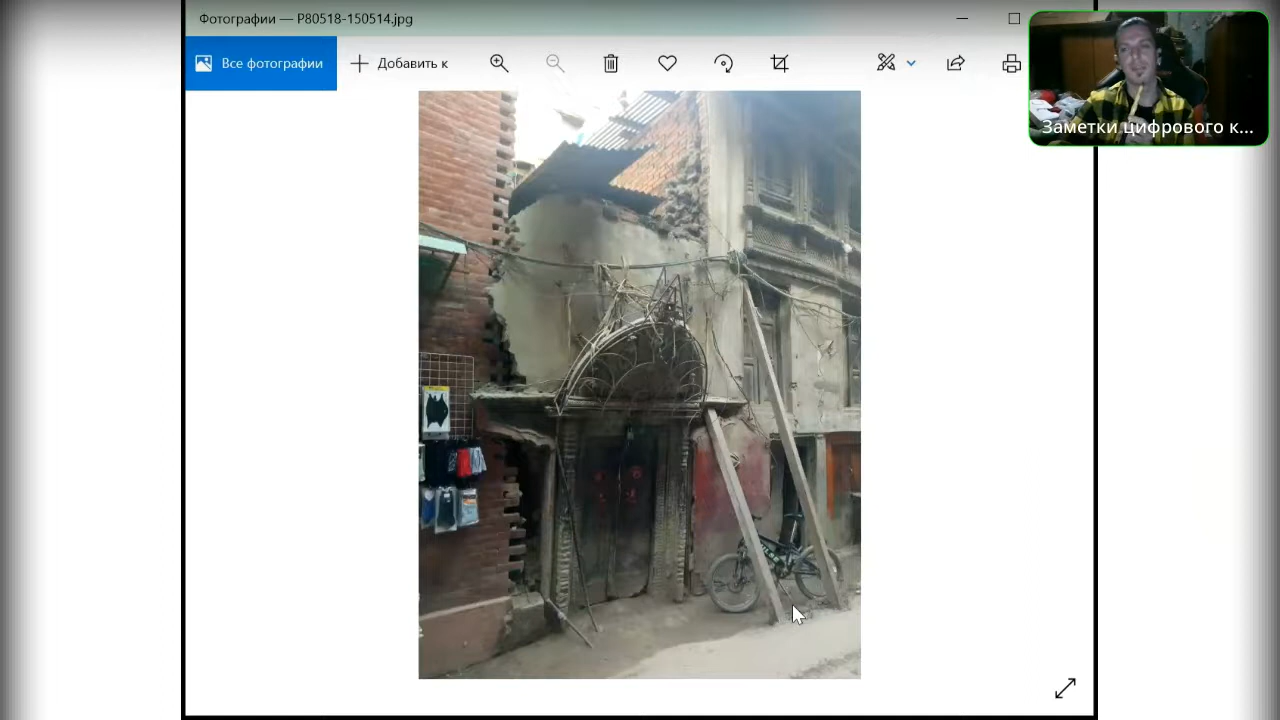 Фотографии — P80518-150514.jpg
Все фотографии
Добавить к
Заметки цифрового к...